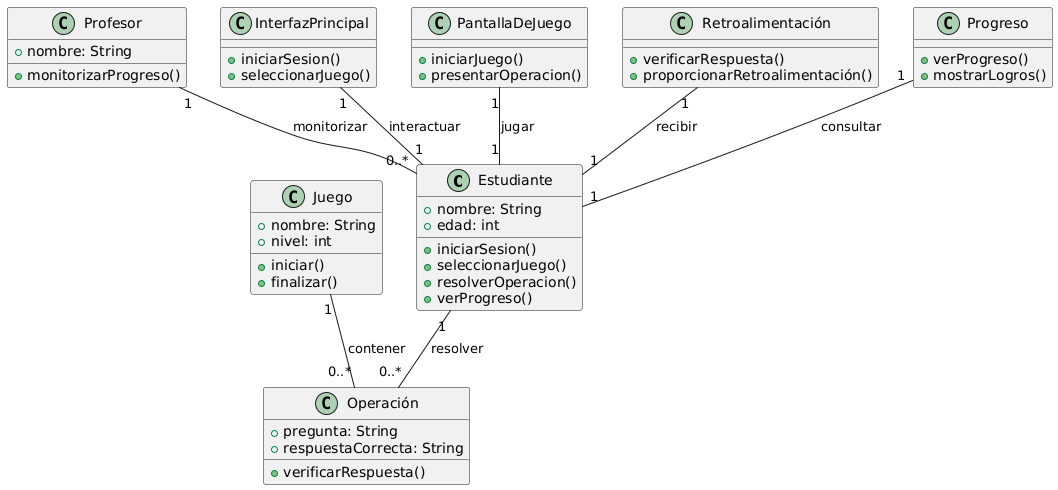 C Profesor
nombre: String
monitorizarProgreso()
C InterfazPrincipal
iniciarSesion()
seleccionarJuego()
C PantallaDeJuego
iniciarJuego()
presentarOperacion()
C Retroalimentación
verificarRespuesta()
proporcionarRetroalimentación()
C Progreso
verProgreso()
mostrarLogros()
1
monitorizar
0..*
1
interactuar
1
1
jugar
1
1
recibir
1
1
consultar
1
C Juego
nombre: String
nivel: int
iniciar()
finalizar()
C Estudiante
nombre: String
edad: int
iniciarSesion()
seleccionarJuego()
resolverOperacion()
verProgreso()
1
contener
0..*
1
resolver
0..*
C Operación
pregunta: String
respuestaCorrecta: String
verificarRespuesta()